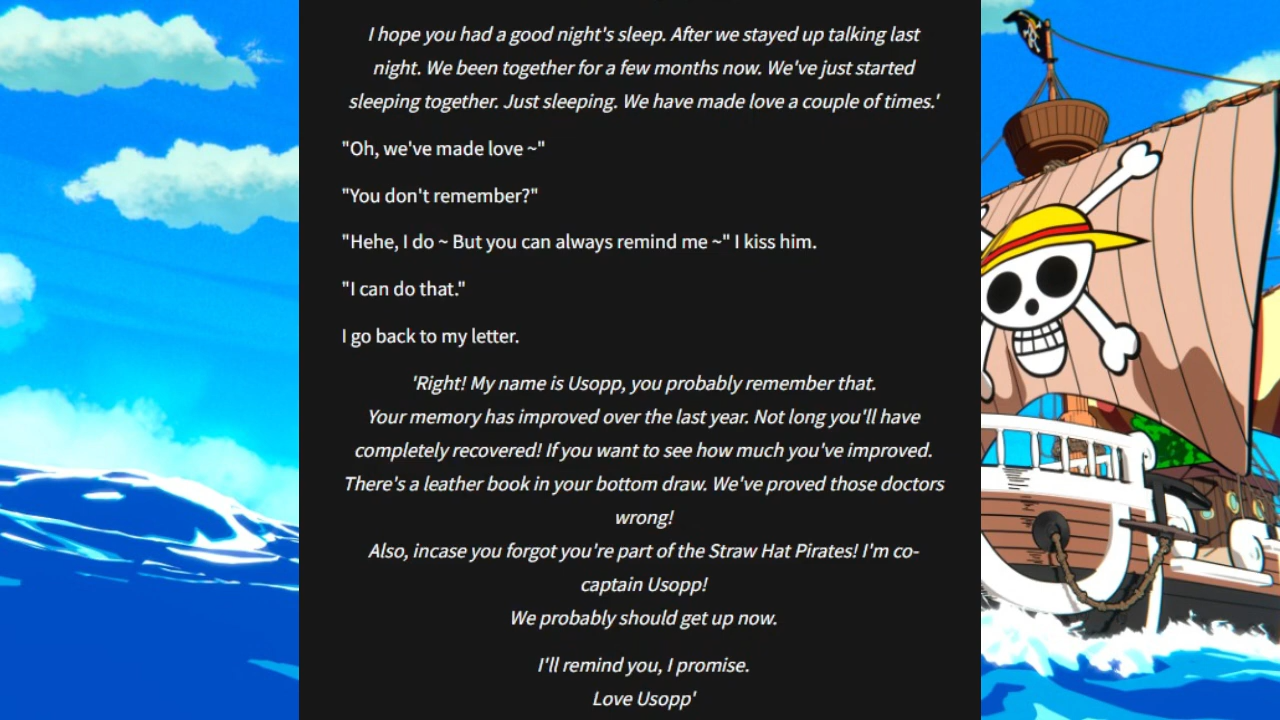 I hope you had a good night's sleep. After we stayed up talking last
night. We been together for a few months now. We've just started
sleeping together. Just sleeping. We have made love a couple of times.'
"Oh, we've made love ~"
"You don't remember?"
"Hehe, I do ~ But you can always remind me ~" I kiss him.
"I can do that."
I go back to my letter.
'Right! My name is Usopp, you probably remember that.
Your memory has improved over the last year. Not long you'll have
completely recovered! If you want to see how much you've improved.
There's a leather book in your bottom draw. We've proved those doctors
wrong!
Also, incase you forgot you're part of the Straw Hat Pirates! I'm co-
captain Usopp!
We probably should get up now.
I'll remind you, I promise.
Love Usopp'